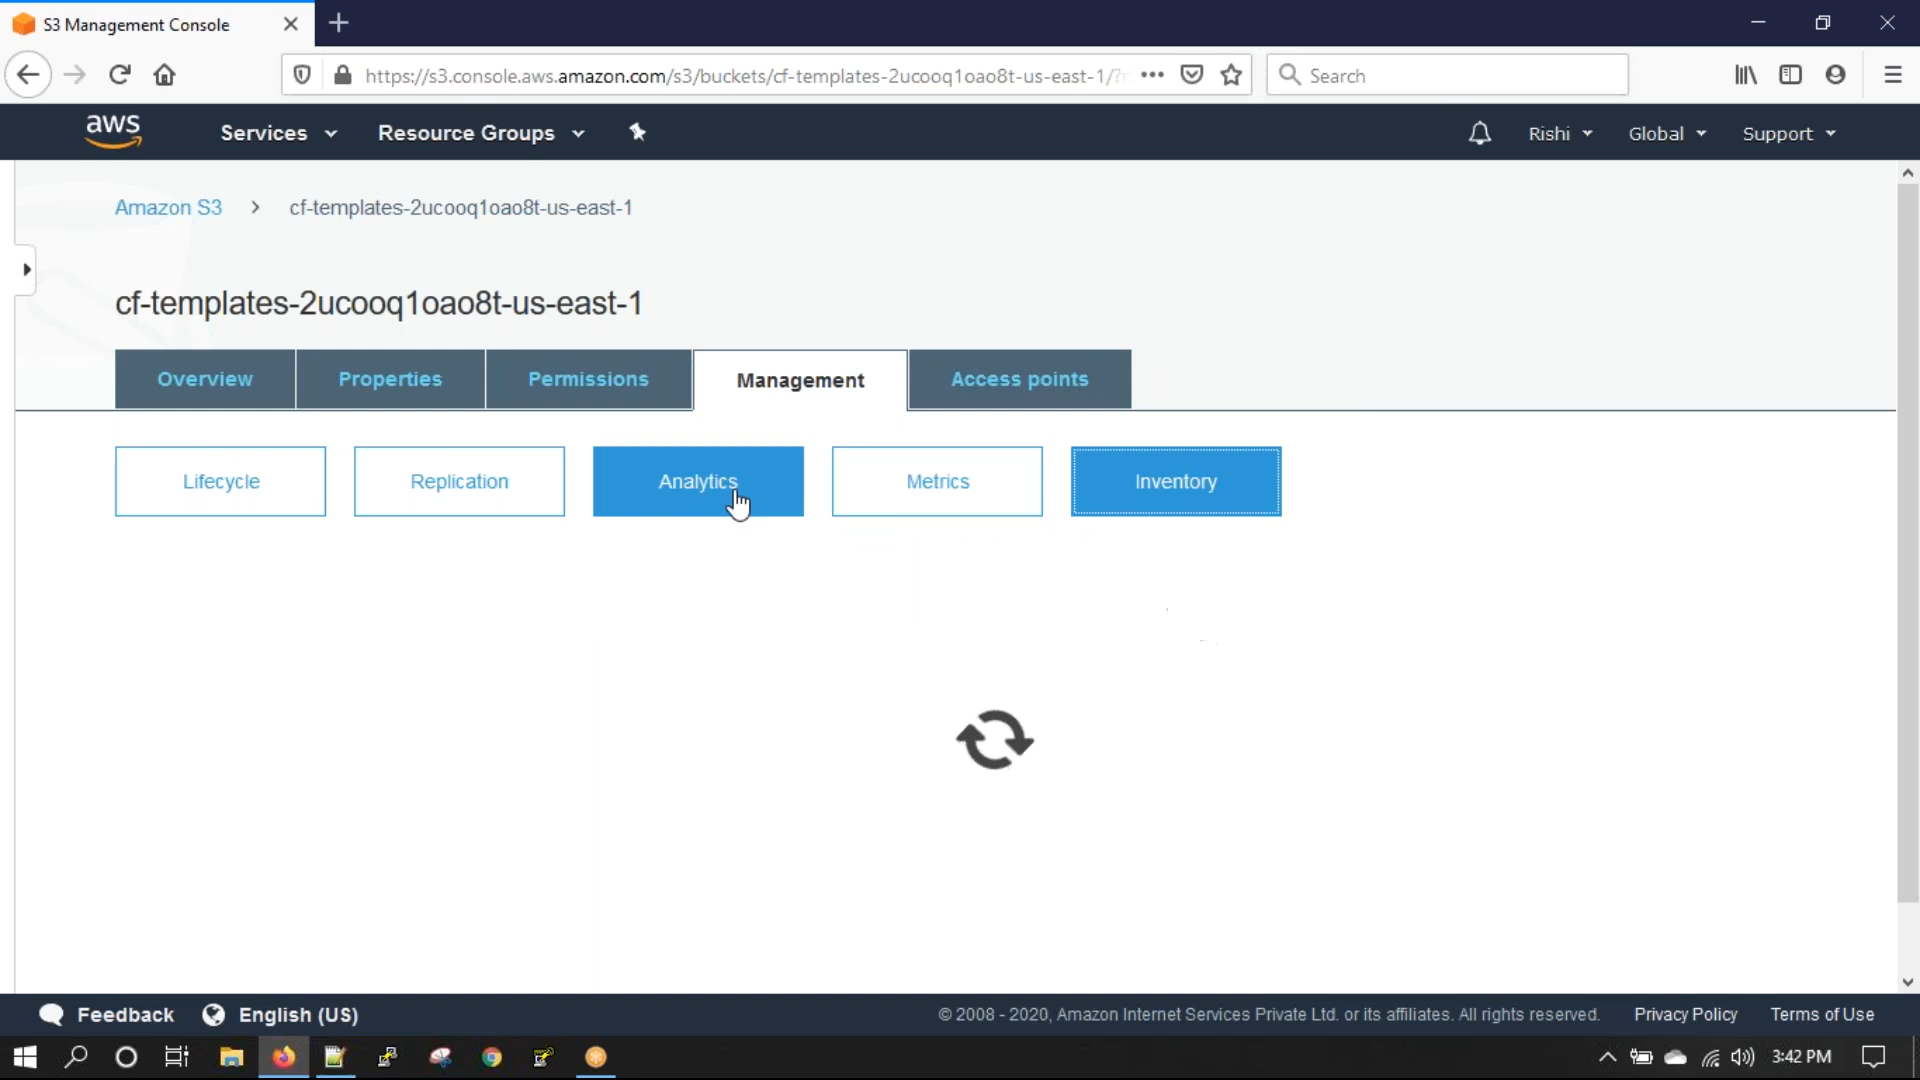 S3 Management Console
https://s3.console.aws.amazon.com/s3/buckets/cf-templates-2ucooq1oao8t-us-east-1/?
Search
aws
Services
Resource Groups
Rishi
Global
Support
Amazon S3 > cf-templates-2ucooq1oao8t-us-east-1
cf-templates-2ucooq1oao8t-us-east-1
Overview
Properties
Permissions
Management
Access points
Lifecycle
Replication
Analytics
Metrics
Inventory
Feedback
English (US)
© 2008 - 2020, Amazon Internet Services Private Ltd. or its affiliates. All rights reserved.
Privacy Policy
Terms of Use
3:42 PM